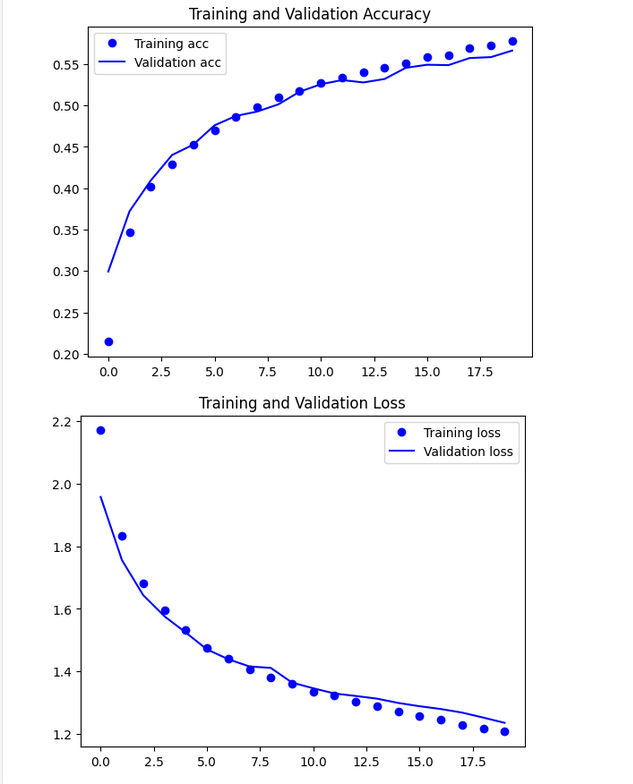 Training and Validation Accuracy
Training acc
Validation acc
0.55
0.50
0.45
0.40
0.35
0.30
0.25
0.20
0.0 2.5 5.0 7.5 10.0 12.5 15.0 17.5
Training and Validation Loss
2.2
Training loss
Validation loss
2.0
1.8
1.6
1.4
1.2
0.0 2.5 5.0 7.5 10.0 12.5 15.0 17.5